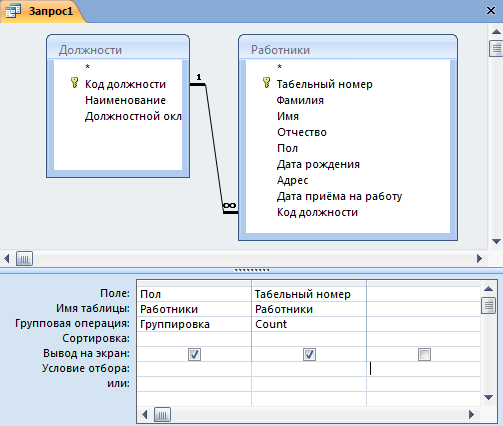 Запрос1
Должности
*
Код должности
Наименование
Должностной окл
1
∞
Работники
*
Табельный номер
Фамилия
Имя
Отчество
Пол
Дата рождения
Адрес
Дата приёма на работу
Код должности
Поле: Пол Табельный номер
Имя таблицы: Работники Работники
Групповая операция: Группировка Count
Сортировка:
Вывод на экран:
Условие отбора:
или: